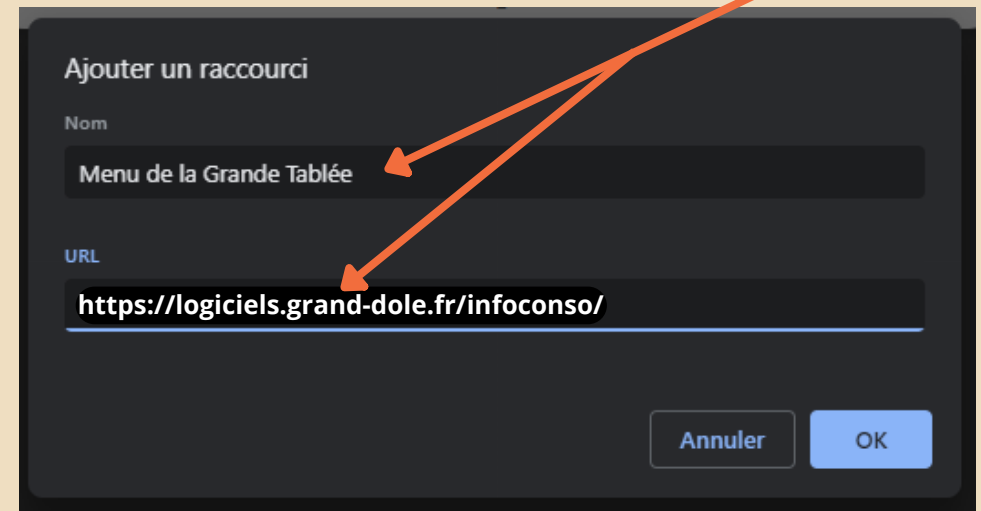 Ajouter un raccourci
Nom
Menu de la Grande Tablée
URL
https://logiciels.grand-dole.fr/infoconso/
Annuler
OK